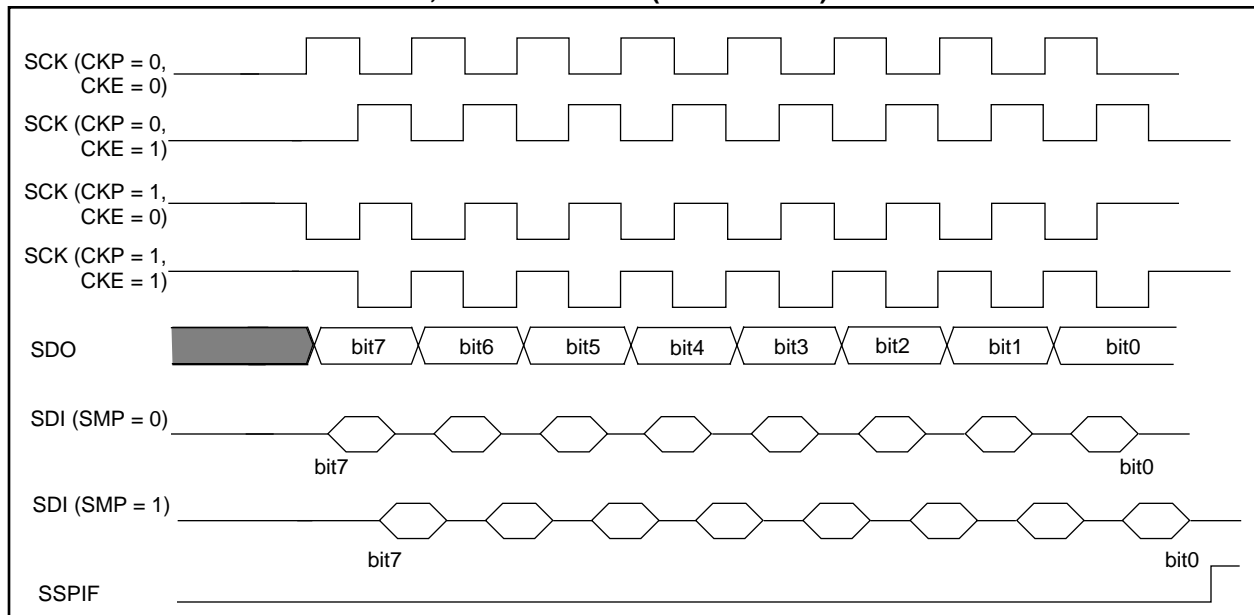 SCK (CKP = 0,
CKE = 0)
SCK (CKP = 0,
CKE = 1)
SCK (CKP = 1,
CKE = 0)
SCK (CKP = 1,
CKE = 1)
SDO bit7 bit6 bit5 bit4 bit3 bit2 bit1 bit0
SDI (SMP = 0)
bit7 bit0
SDI (SMP = 1)
bit7 bit0
SSPIF